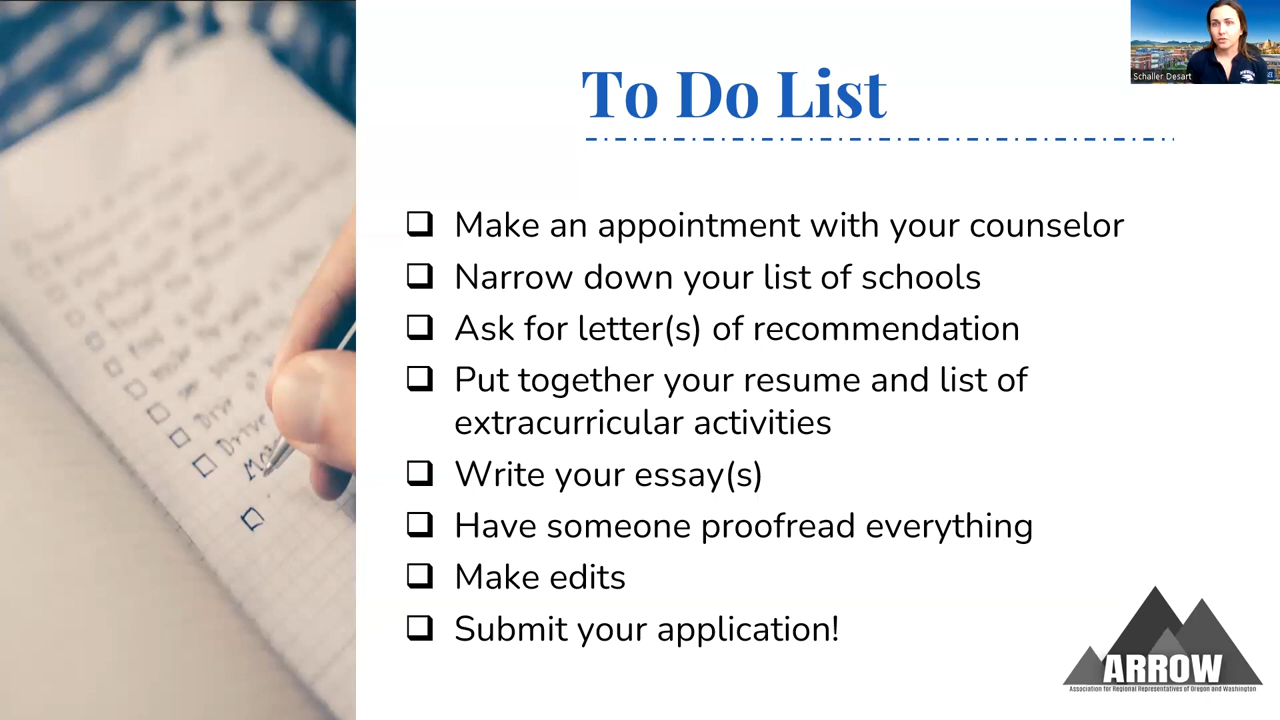 Schaller Desart
To Do List
❑ Make an appointment with your counselor
❑ Narrow down your list of schools
❑ Ask for letter(s) of recommendation
❑ Put together your resume and list of
extracurricular activities
❑ Write your essay(s)
❑ Have someone proofread everything
❑ Make edits
❑ Submit your application!
Drive
ARROW
Association for Regional Representatives of Oregon and Washington